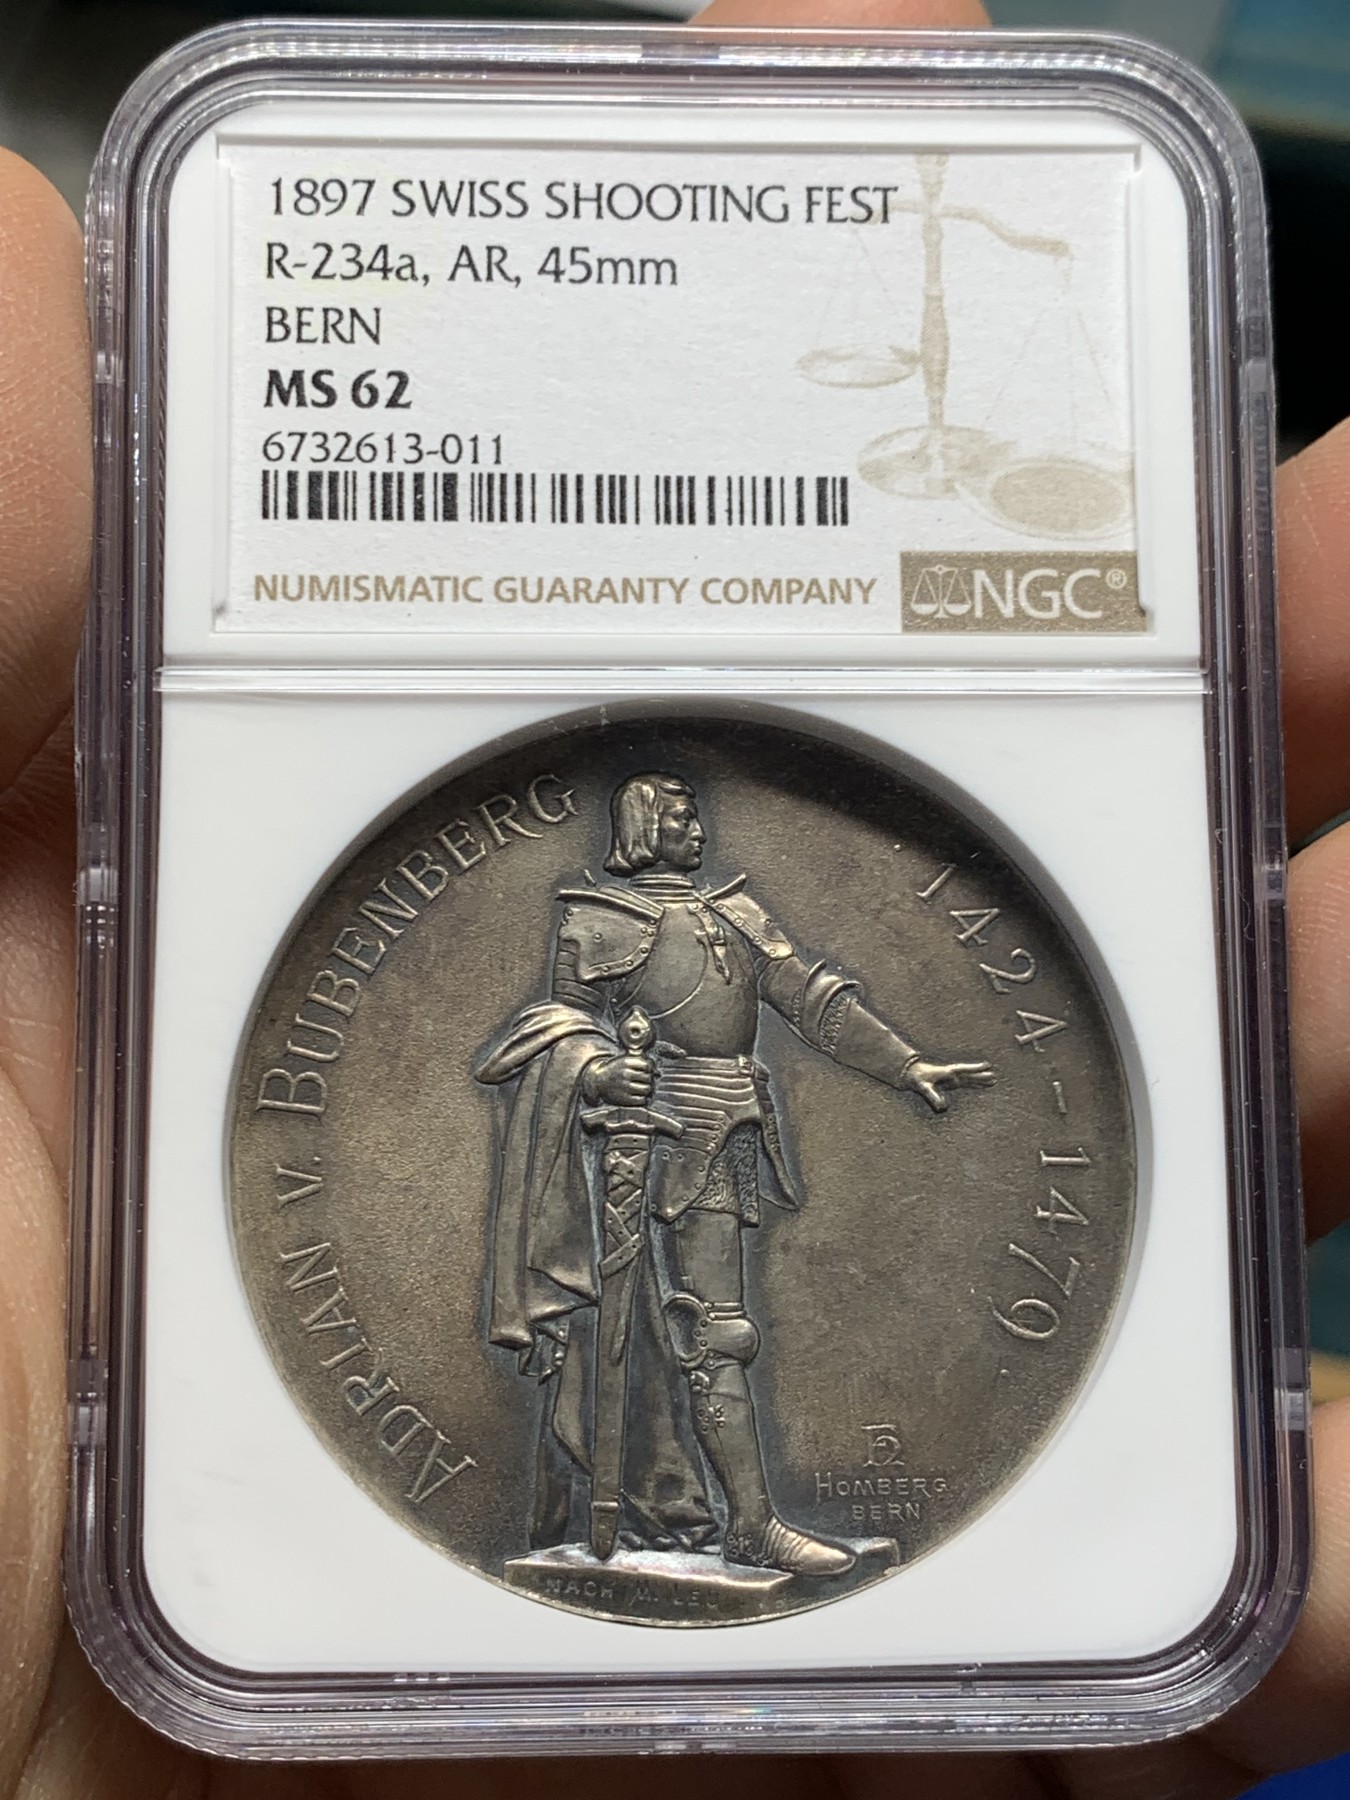 1897 SWISS SHOOTING FEST
R-234a, AR, 45mm
BERN
MS 62
6732613-011
NUMISMATIC GUARANTY COMPANY
NGC®
ADRIAN V. BUBENBERG
1424-1479.
HOMBERG
BERN
NACH M. LEU